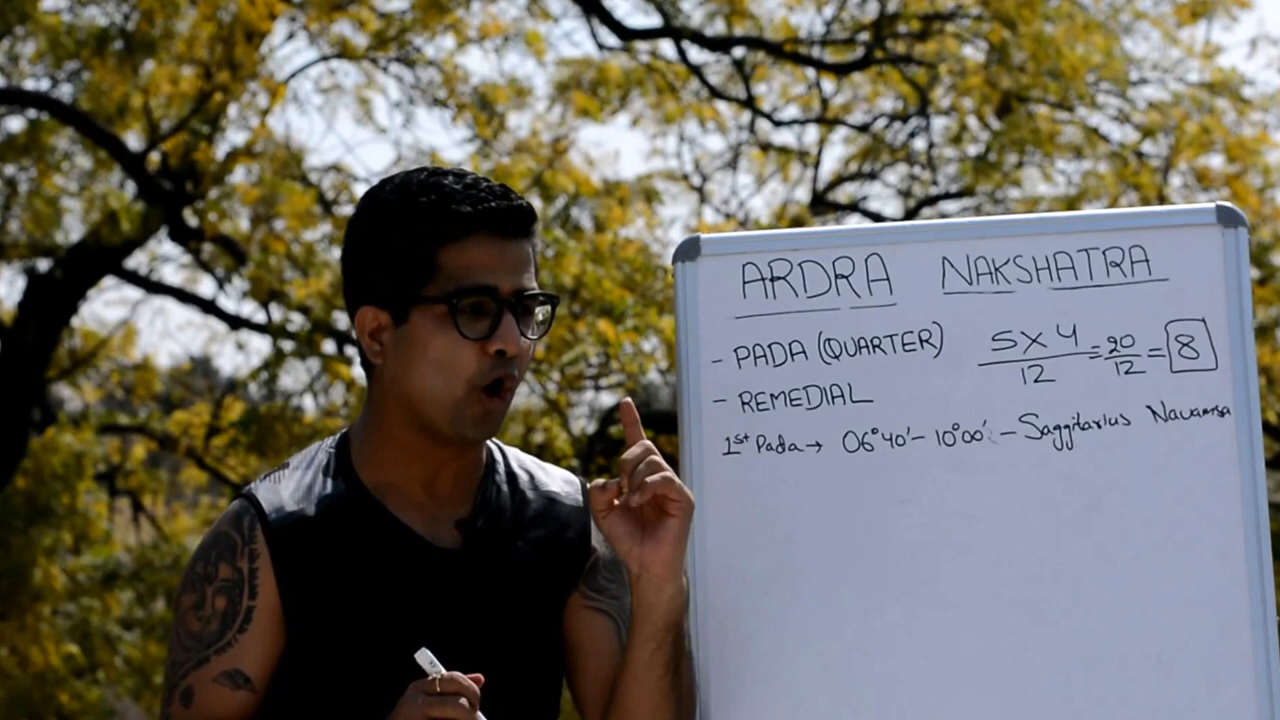 ARDRA NAKSHATRA
- PADA (QUARTER) 5X4/12 = 20/12 = 8
- REMEDIAL
1st Pada → 06°40'- 10°00' - Saggitarius Navamsa